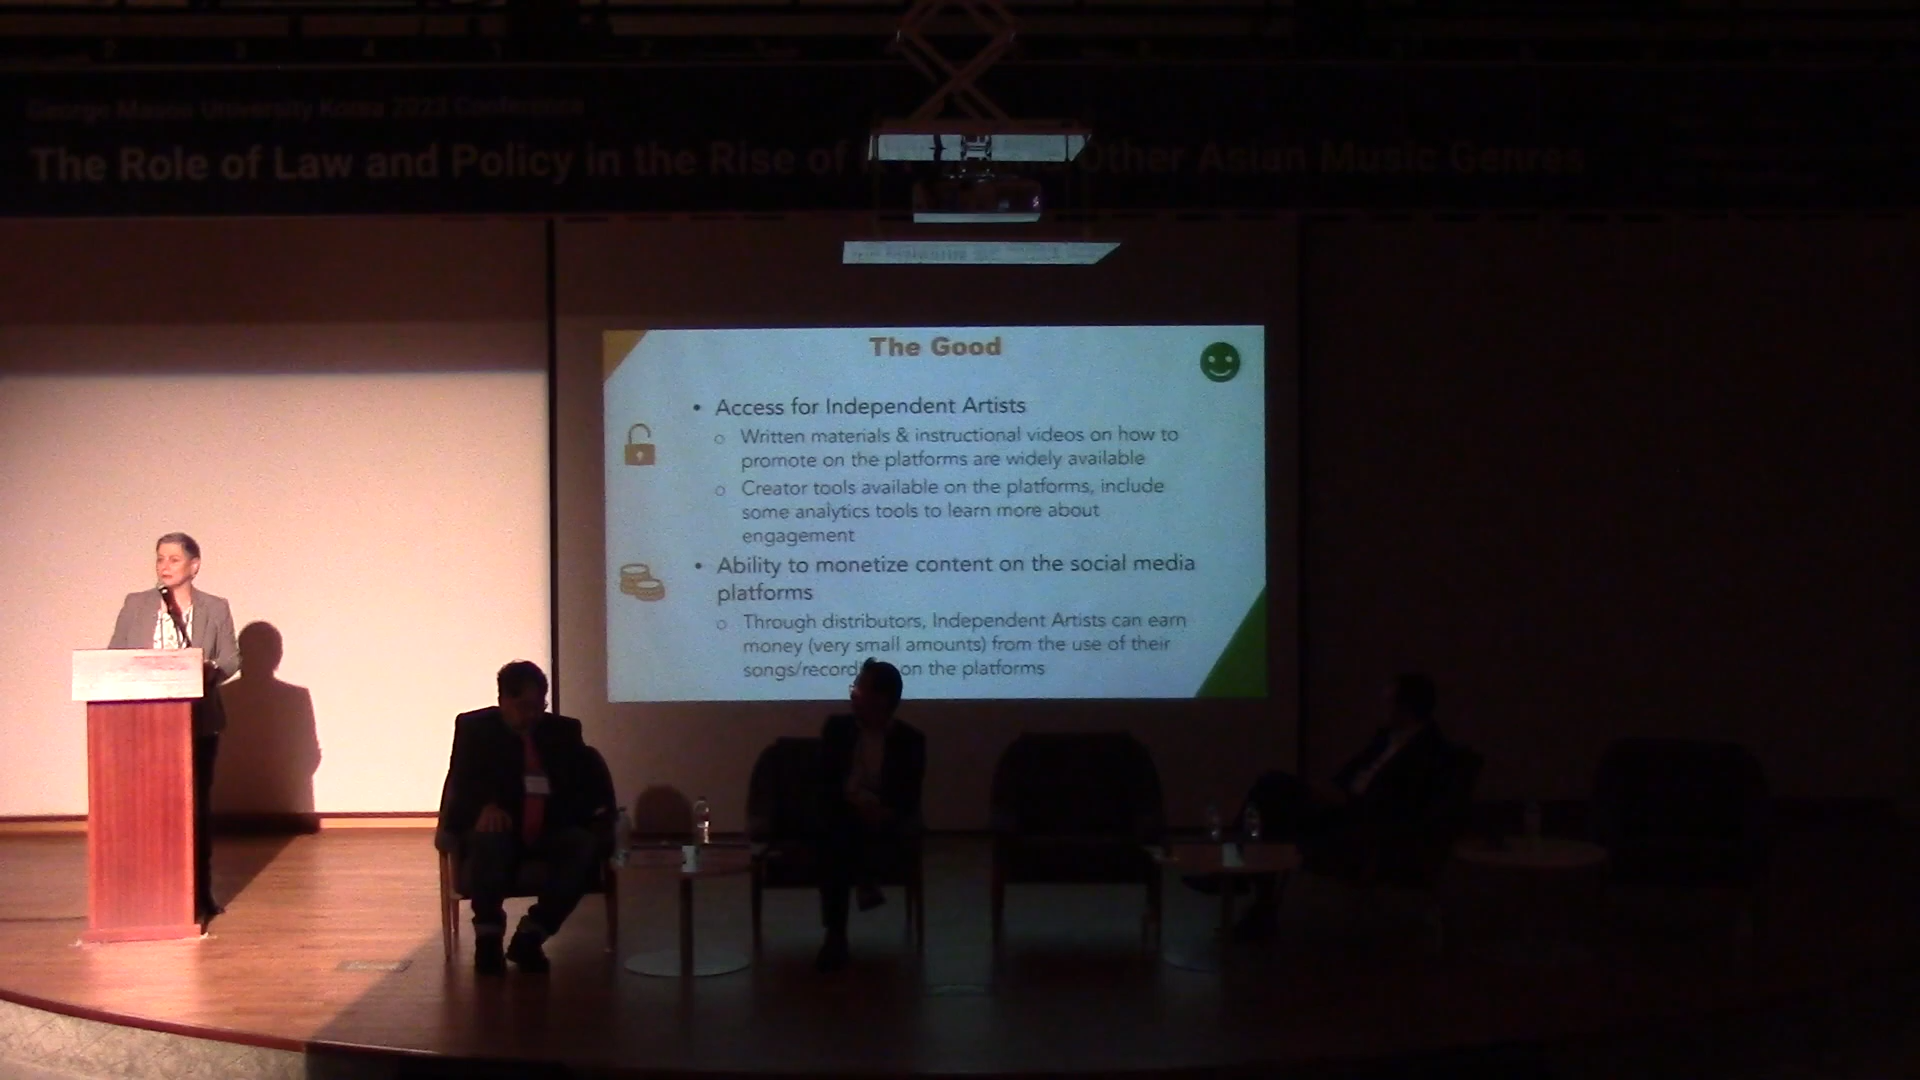 George Mason University Korea 2023 Conference
The Role of Law and Policy in the Rise of Other Asian Music Genres
The Good
• Access for Independent Artists
o Written materials & instructional videos on how to
promote on the platforms are widely available
o Creator tools available on the platforms, include
some analytics tools to learn more about
engagement
• Ability to monetize content on the social media
platforms
o Through distributors, Independent Artists can earn
money (very small amounts) from the use of their
on the platforms